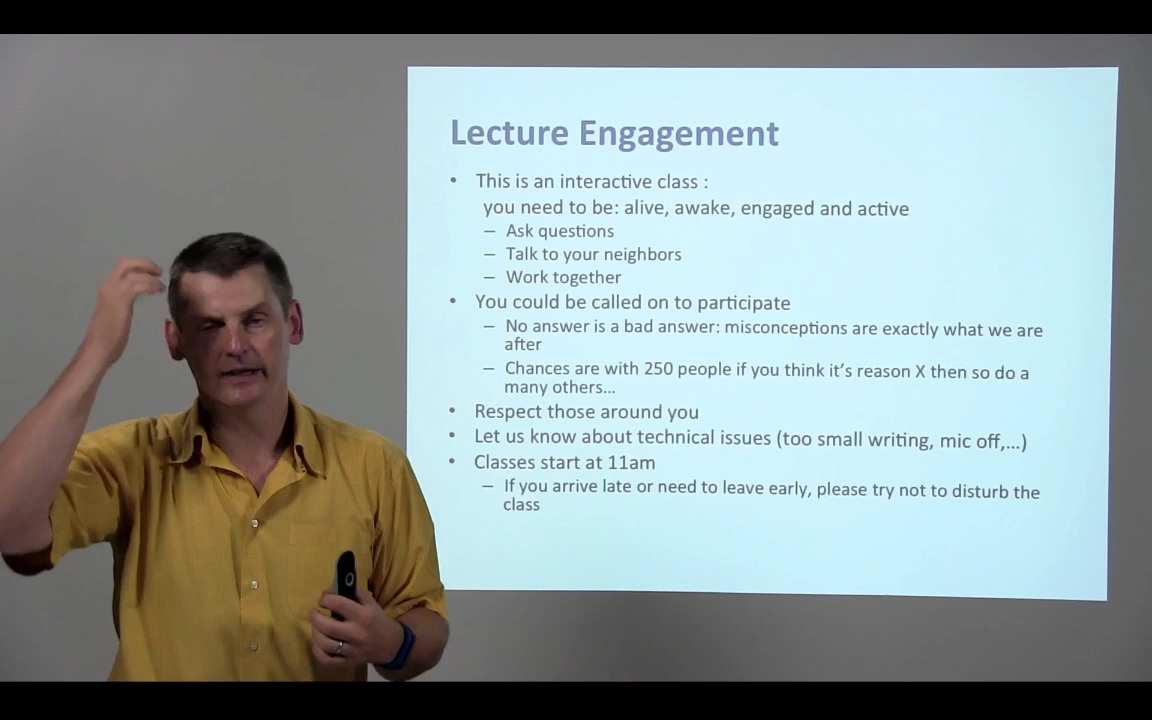 Lecture Engagement
• This is an interactive class :
you need to be: alive, awake, engaged and active
– Ask questions
– Talk to your neighbors
– Work together
• You could be called on to participate
– No answer is a bad answer: misconceptions are exactly what we are
after
– Chances are with 250 people if you think it's reason X then so do a
many others...
• Respect those around you
• Let us know about technical issues (too small writing, mic off,...)
• Classes start at 11am
– If you arrive late or need to leave early, please try not to disturb the
class